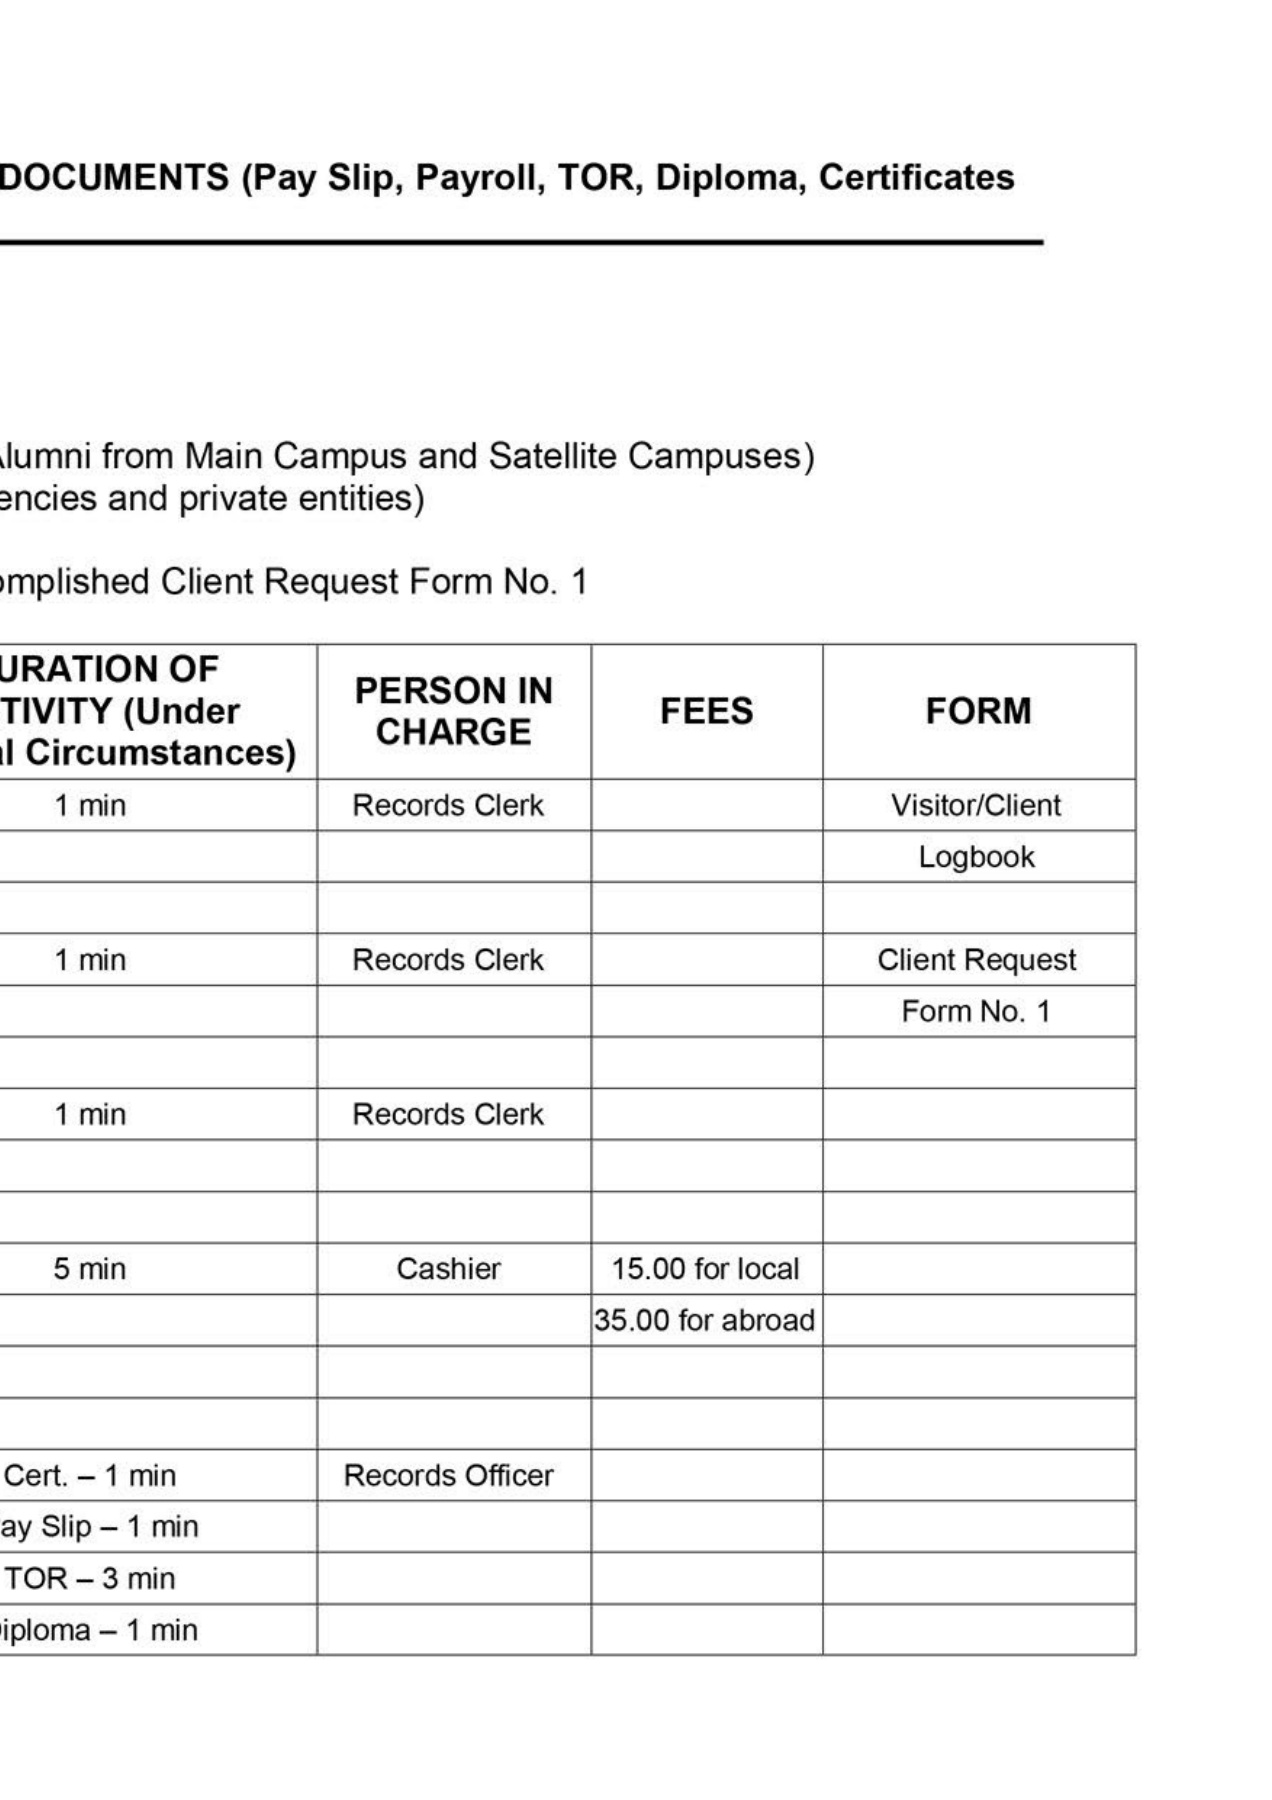 DOCUMENTS (Pay Slip, Payroll, TOR, Diploma, Certificates
Alumni from Main Campus and Satellite Campuses)
encies and private entities)
omplished Client Request Form No. 1
URATION OF
TIVITY (Under
al Circumstances)
PERSON IN
CHARGE
FEES
FORM
1 min Records Clerk Visitor/Client
Logbook
1 min Records Clerk Client Request
Form No. 1
1 min Records Clerk
5 min Cashier 15.00 for local
35.00 for abroad
Cert. – 1 min Records Officer
ay Slip – 1 min
TOR – 3 min
iploma – 1 min